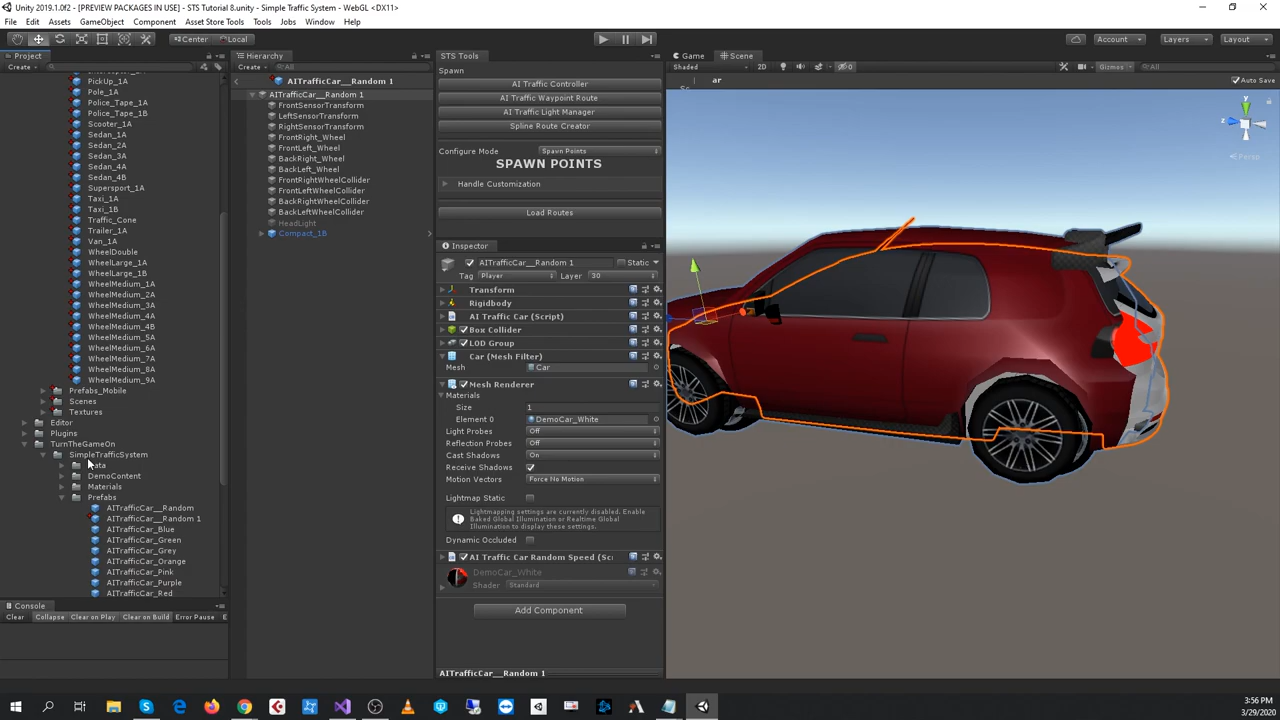 Unity 2019.1.0f2 - [PREVIEW PACKAGES IN USE] - STS Tutorial 8.unity - Simple Traffic System - WebGL <DX11>
File Edit Assets GameObject Component Asset Store Tools Tools Jobs Window Help
Center Local
Account Layers Layout
Project
Create
PickUp_1A
Pole_1A
Police_Tape_1A
Police_Tape_1B
Scooter_1A
Sedan_1A
Sedan_2A
Sedan_3A
Sedan_4A
Sedan_4B
Supersport_1A
Taxi_1A
Taxi_1B
Traffic_Cone
Trailer_1A
Van_1A
WheelDouble
WheelLarge_1A
WheelLarge_1B
WheelMedium_1A
WheelMedium_2A
WheelMedium_3A
WheelMedium_4A
WheelMedium_4B
WheelMedium_5A
WheelMedium_6A
WheelMedium_7A
WheelMedium_8A
WheelMedium_9A
Prefabs_Mobile
Scenes
Textures
Editor
Plugins
TurnTheGameOn
SimpleTrafficSystem
DemoContent
Materials
Prefabs
AITrafficCar__Random
AITrafficCar__Random 1
AITrafficCar_Blue
AITrafficCar_Green
AITrafficCar_Grey
AITrafficCar_Orange
AITrafficCar_Pink
AITrafficCar_Purple
AITrafficCar_Red
Console
Clear Collapse Clear on Play Clear on Build Error Pause E
Hierarchy
Create All
AITrafficCar__Random 1
AITrafficCar__Random 1
FrontSensorTransform
LeftSensorTransform
RightSensorTransform
FrontRight_Wheel
FrontLeft_Wheel
BackRight_Wheel
BackLeft_Wheel
FrontRightWheelCollider
FrontLeftWheelCollider
BackRightWheelCollider
BackLeftWheelCollider
HeadLight
Compact_1B
STS Tools
Spawn
AI Traffic Controller
AI Traffic Waypoint Route
AI Traffic Light Manager
Spline Route Creator
Configure Mode Spawn Points
SPAWN POINTS
Handle Customization
Load Routes
Inspector
AITrafficCar__Random 1 Static
Tag Player Layer 30
Transform
Rigidbody
AI Traffic Car (Script)
Box Collider
LOD Group
Car (Mesh Filter)
Mesh Car
Mesh Renderer
Materials
Size 1
Element 0 DemoCar_White
Light Probes Off
Reflection Probes Off
Cast Shadows On
Receive Shadows
Motion Vectors Force No Motion
Lightmap Static
Lightmapping settings are currently disabled. Enable
Baked Global Illumination or Realtime Global
Illumination to display these settings.
Dynamic Occluded
AI Traffic Car Random Speed (Sc
DemoCar_White
Shader Standard
Add Component
AITrafficCar__Random 1
Game Scene
Shaded 2D 0 Gizmos All
ar Auto Save
y
z
Persp
3:56 PM
3/29/2020